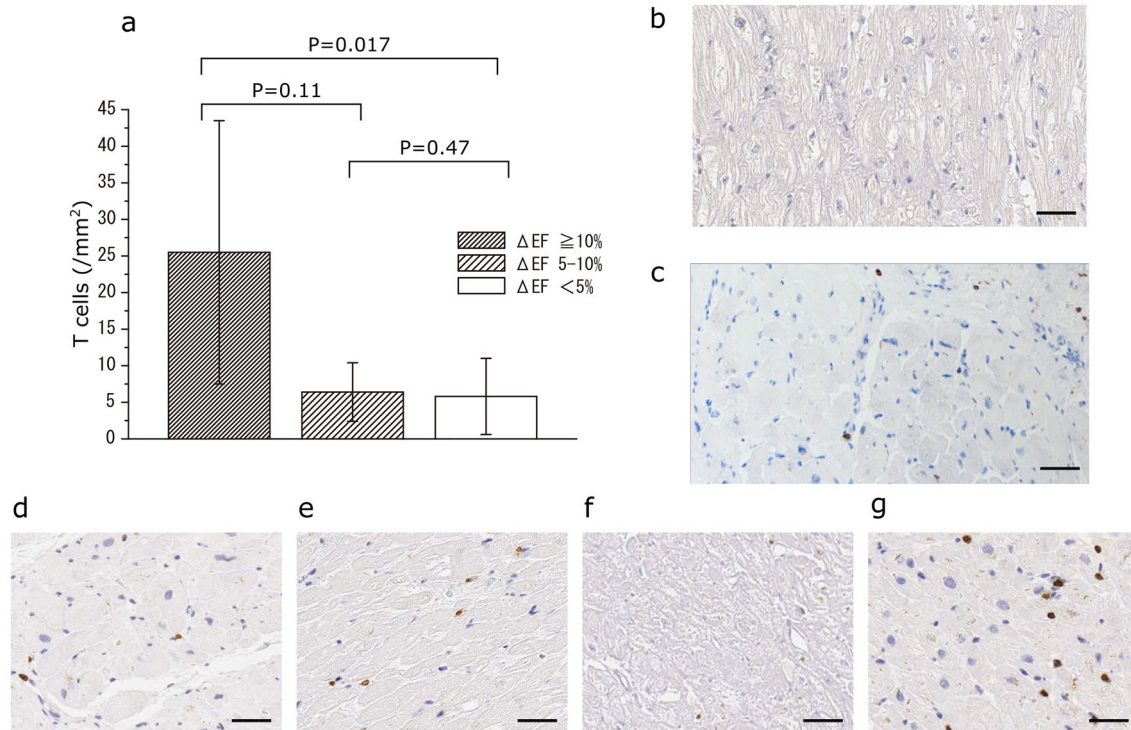 a
P=0.017
P=0.11
P=0.47
T cells (/mm²)
45
40
35
30
25
20
15
10
5
0
ΔEF ≧10%
ΔEF 5-10%
ΔEF <5%
b
c
d
e
f
g